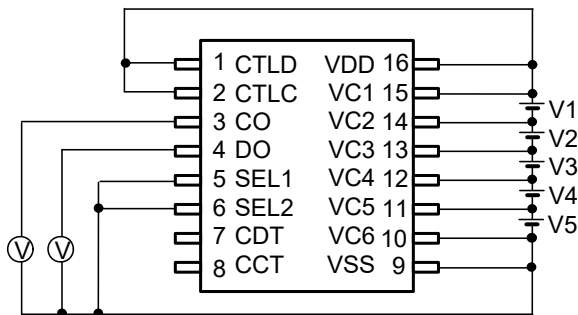 1 CTLD VDD 16
2 CTLC VC1 15
V1
3 CO VC2 14
V2
4 DO VC3 13
V3
5 SEL1 VC4 12
V4
6 SEL2 VC5 11
V5
7 CDT VC6 10
V V
8 CCT VSS 9